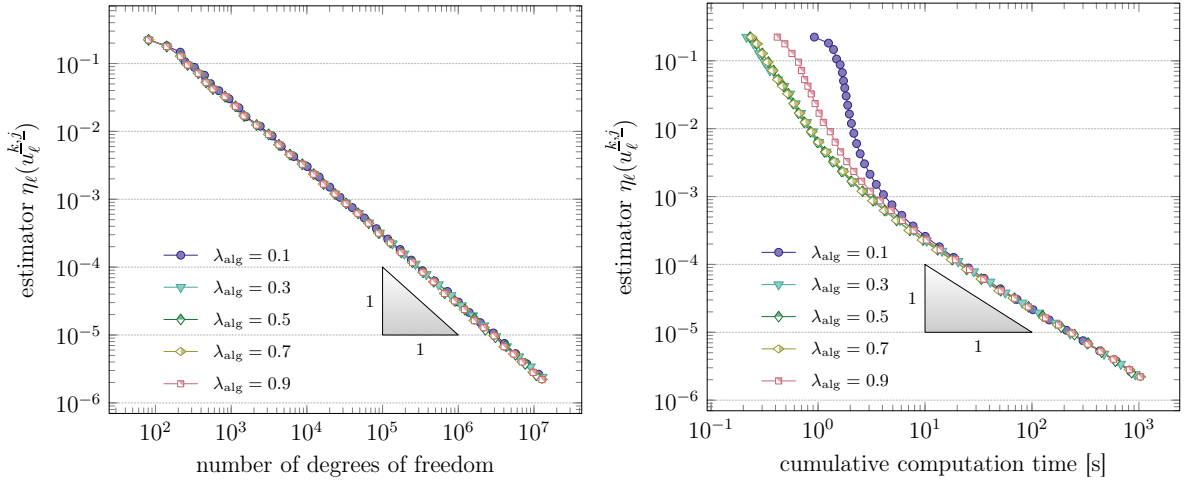 10^{-1}
10^{-2}
10^{-3}
10^{-4}
10^{-5}
10^{-6}
estimator η_ℓ(u_ℓ^{k,j})
λ_alg = 0.1
λ_alg = 0.3
λ_alg = 0.5
λ_alg = 0.7
λ_alg = 0.9
1
1
10^2 10^3 10^4 10^5 10^6 10^7
number of degrees of freedom
10^{-1}
10^{-2}
10^{-3}
10^{-4}
10^{-5}
10^{-6}
estimator η_ℓ(u_ℓ^{k,j})
λ_alg = 0.1
λ_alg = 0.3
λ_alg = 0.5
λ_alg = 0.7
λ_alg = 0.9
1
1
10^{-1} 10^0 10^1 10^2 10^3
cumulative computation time [s]